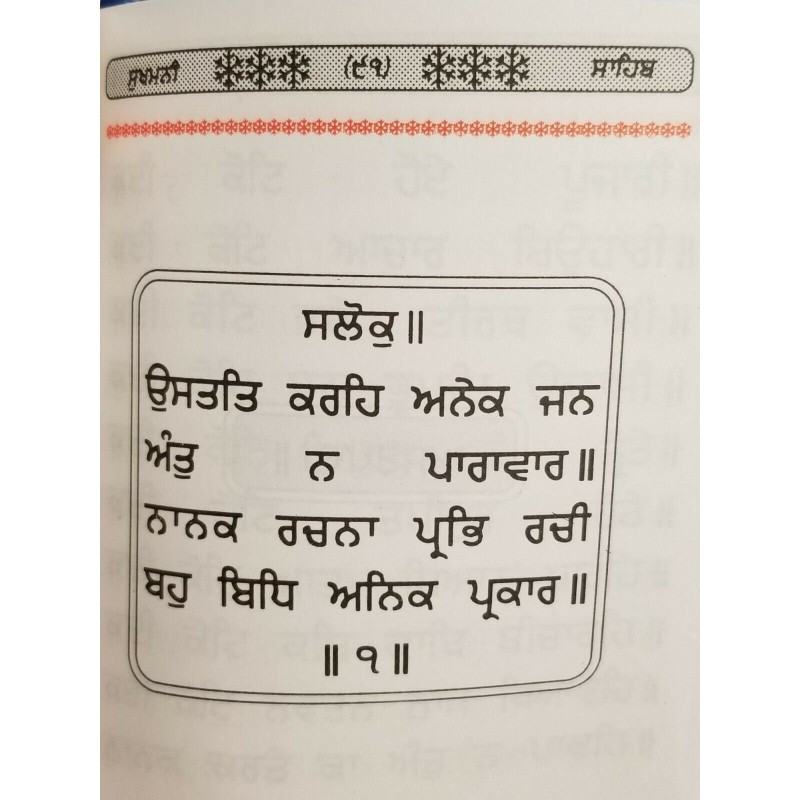 ਸੁਖਮਨੀ (੯੧) ਸਾਹਿਬ
ਸਲੋਕੁ॥
ਉਸਤਤਿ ਕਰਹਿ ਅਨੇਕ ਜਨ
ਅੰਤੁ ਨ ਪਾਰਾਵਾਰ॥
ਨਾਨਕ ਰਚਨਾ ਪ੍ਰਭਿ ਰਚੀ
ਬਹੁ ਬਿਧਿ ਅਨਿਕ ਪ੍ਰਕਾਰ॥
॥੧॥